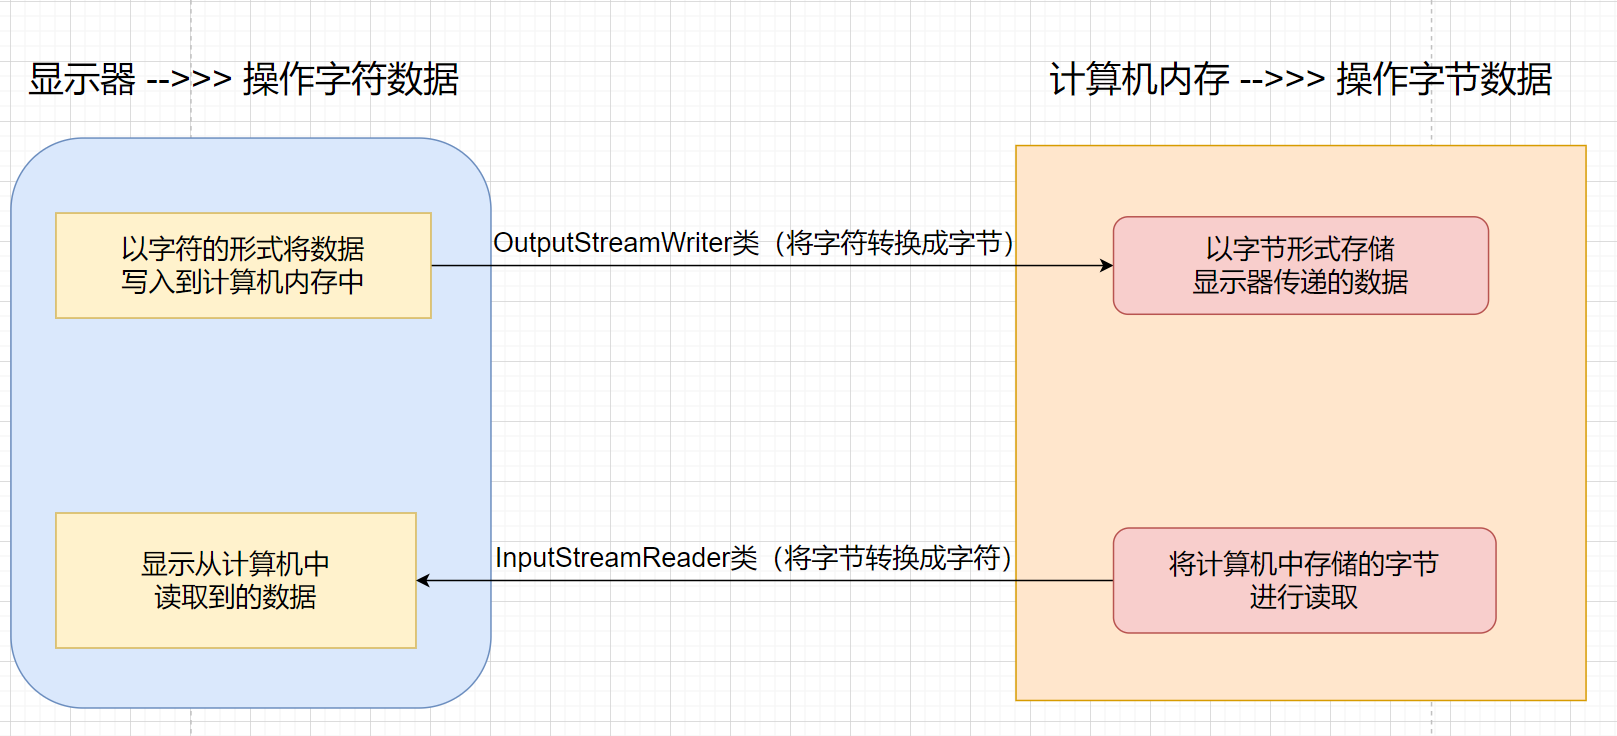 显示器 -->>> 操作字符数据
计算机内存 -->>> 操作字节数据
以字符的形式将数据
写入到计算机内存中
OutputStreamWriter类（将字符转换成字节）
以字节形式存储
显示器传递的数据
显示从计算机中
读取到的数据
InputStreamReader类（将字节转换成字符）
将计算机中存储的字节
进行读取